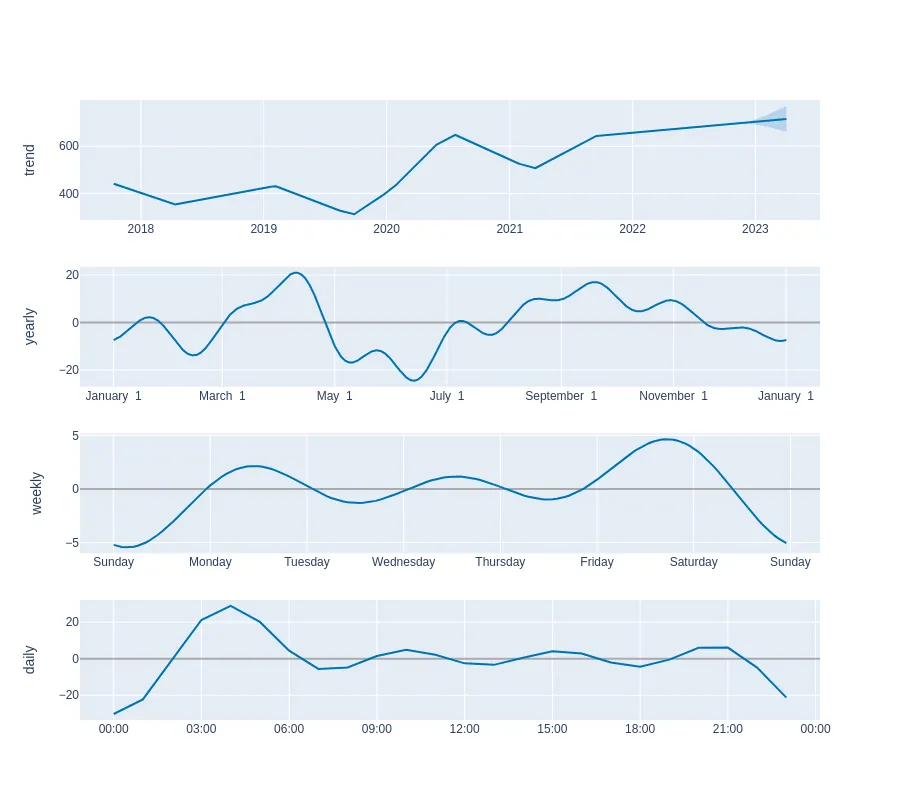 trend
600
400
2018 2019 2020 2021 2022 2023
yearly
20
0
−20
January 1 March 1 May 1 July 1 September 1 November 1 January 1
weekly
5
0
−5
Sunday Monday Tuesday Wednesday Thursday Friday Saturday Sunday
daily
20
0
−20
00:00 03:00 06:00 09:00 12:00 15:00 18:00 21:00 00:00